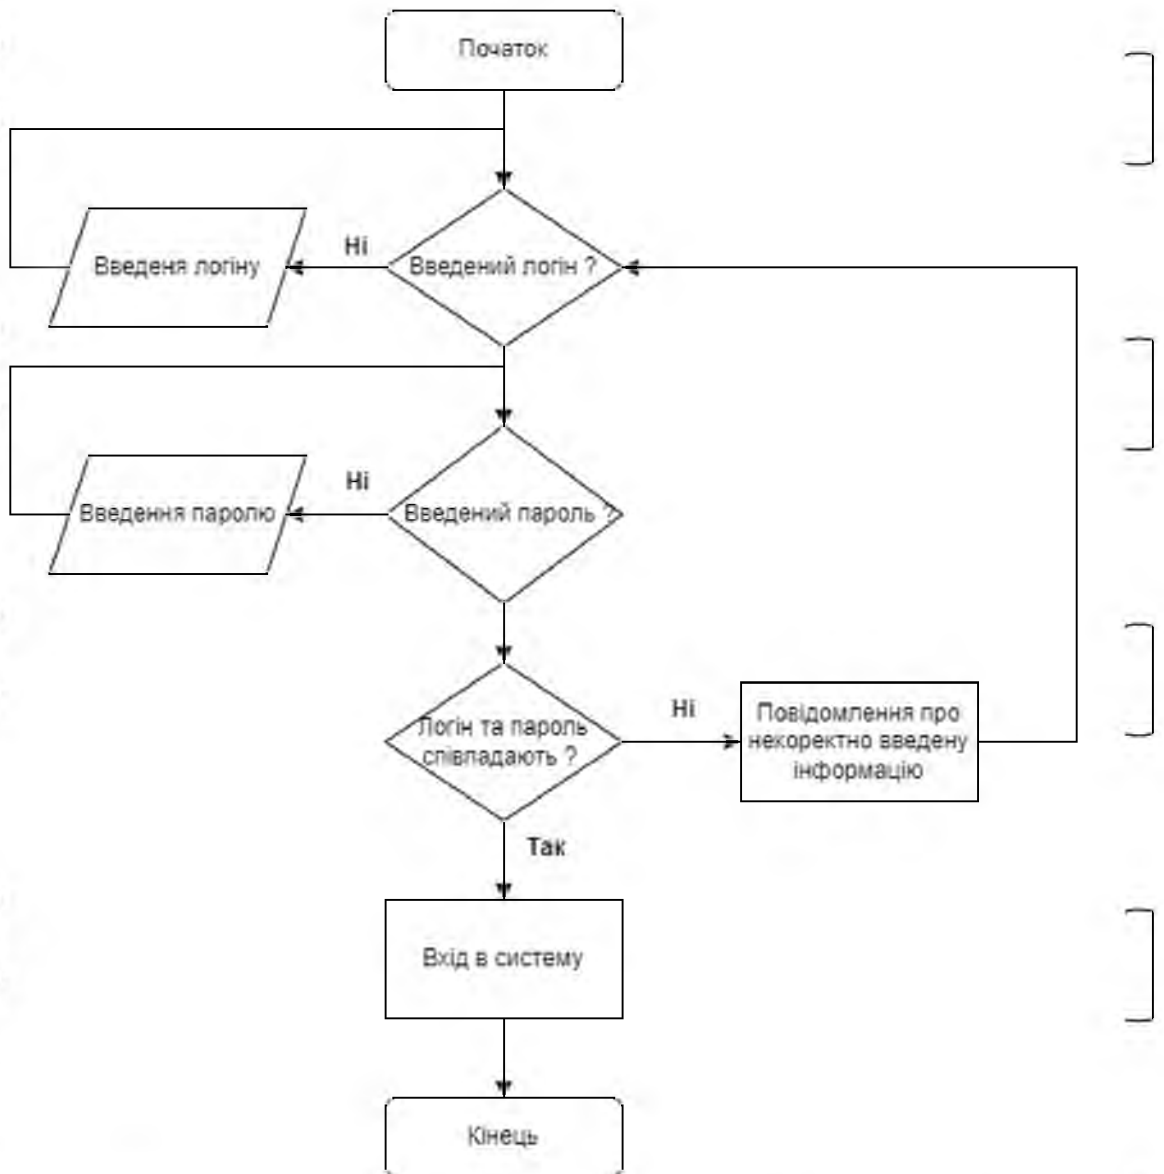 Початок
Ні
Введеня логіну
Введений логін ?
Ні
Введення паролю
Введений пароль ?
Логін та пароль
співпадають ?
Ні
Повідомлення про
некоректно введену
інформацію
Так
Вхід в систему
Кінець